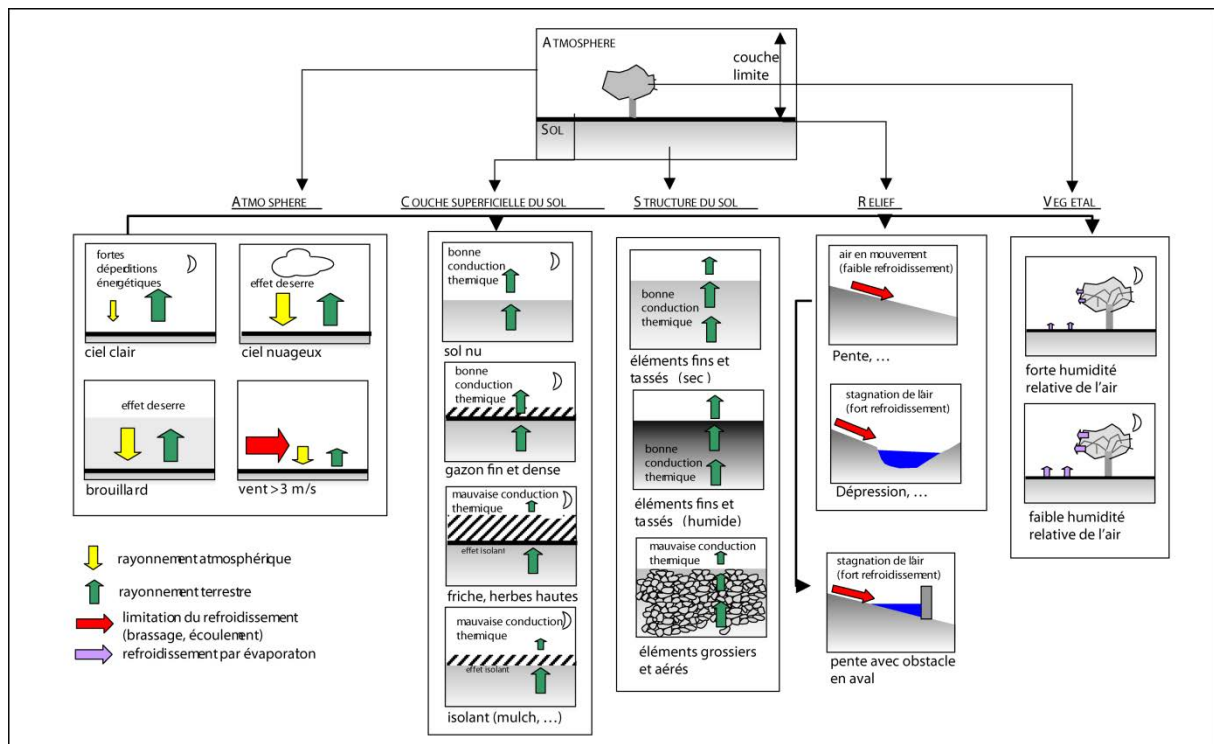 ATMOSPHERE
couche
limite
SOL
ATMO SPHERE
COUCHE SUPERFICIELLE DU SOL
STRUCTURE DU SOL
RELIEF
VEG ETAL
fortes
déperditions
énergétiques
ciel clair
effet de serre
ciel nuageux
effet de serre
brouillard
vent >3 m/s
rayonnement atmosphérique
rayonnement terrestre
limitation du refroidissement
(brassage, écoulement)
refroidissement par évaporaton
bonne
conduction
thermique
sol nu
bonne
conduction
thermique
gazon fin et dense
mauvaise conduction
thermique
effet isolant
friche, herbes hautes
mauvaise conduction
thermique
effet isolant
isolant (mulch, ...)
bonne
conduction
thermique
éléments fins et
tassés (sec)
bonne
conduction
thermique
éléments fins et
tassés (humide)
mauvaise conduction
thermique
éléments grossiers
et aérés
air en mouvement
(faible refroidissement)
Pente, ...
stagnation de l'air
(fort refroidissement)
Dépression, ...
stagnation de l'air
(fort refroidissement)
pente avec obstacle
en aval
forte humidité
relative de l'air
faible humidité
relative de l'air